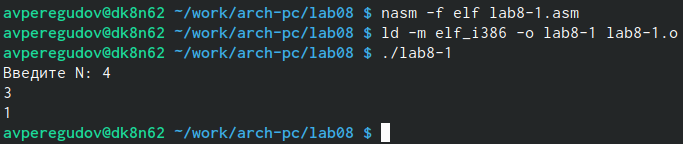 avperegudov@dk8n62 ~/work/arch-pc/lab08 $ nasm -f elf lab8-1.asm
avperegudov@dk8n62 ~/work/arch-pc/lab08 $ ld -m elf_i386 -o lab8-1 lab8-1.o
avperegudov@dk8n62 ~/work/arch-pc/lab08 $ ./lab8-1
Введите N: 4
3
1
avperegudov@dk8n62 ~/work/arch-pc/lab08 $